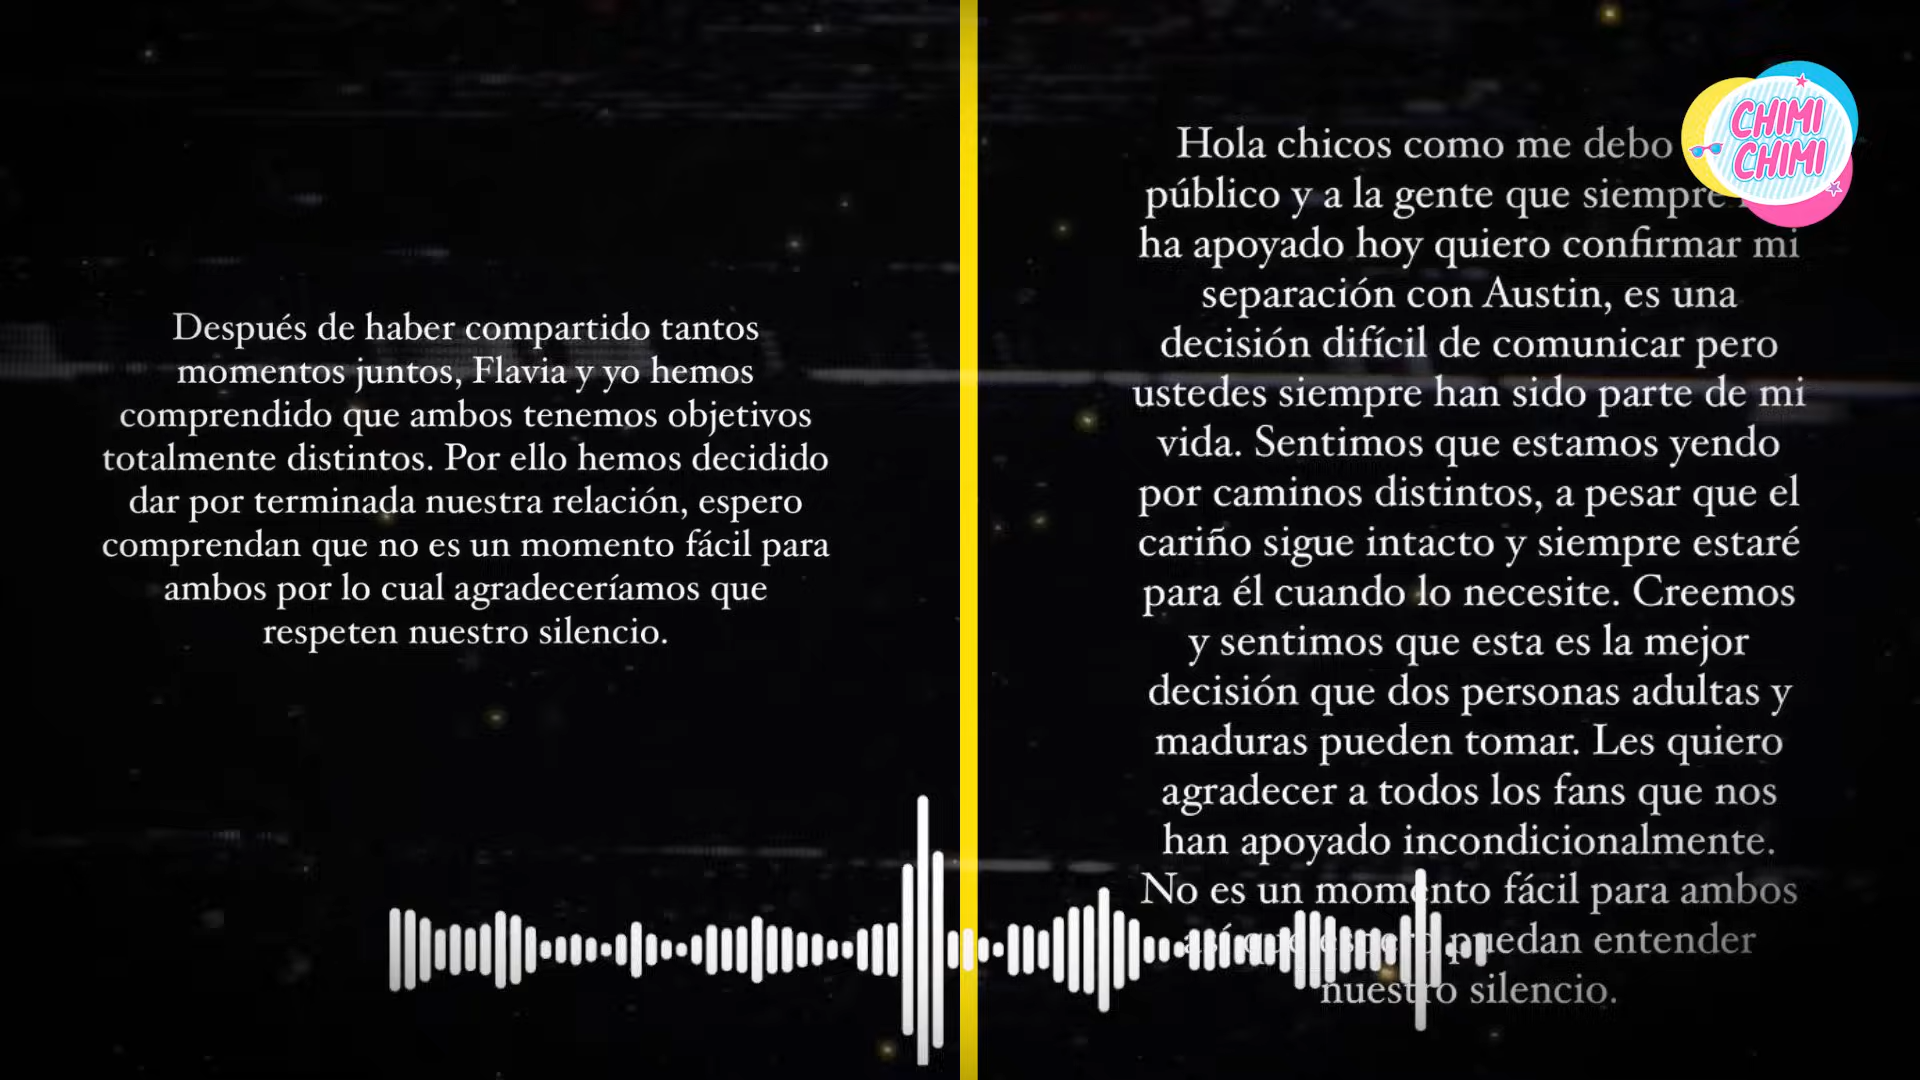 Después de haber compartido tantos
momentos juntos, Flavia y yo hemos
comprendido que ambos tenemos objetivos
totalmente distintos. Por ello hemos decidido
dar por terminada nuestra relación, espero
comprendan que no es un momento fácil para
ambos por lo cual agradeceríamos que
respeten nuestro silencio.
CHIMI
CHIMI
Hola chicos como me debo
público y a la gente que siempre
ha apoyado hoy quiero confirmar mi
separación con Austin, es una
decisión difícil de comunicar pero
ustedes siempre han sido parte de mi
vida. Sentimos que estamos yendo
por caminos distintos, a pesar que el
cariño sigue intacto y siempre estaré
para él cuando lo necesite. Creemos
y sentimos que esta es la mejor
decisión que dos personas adultas y
maduras pueden tomar. Les quiero
agradecer a todos los fans que nos
han apoyado incondicionalmente.
No es un momento fácil para ambos
así que espero puedan entender
nuestro silencio.